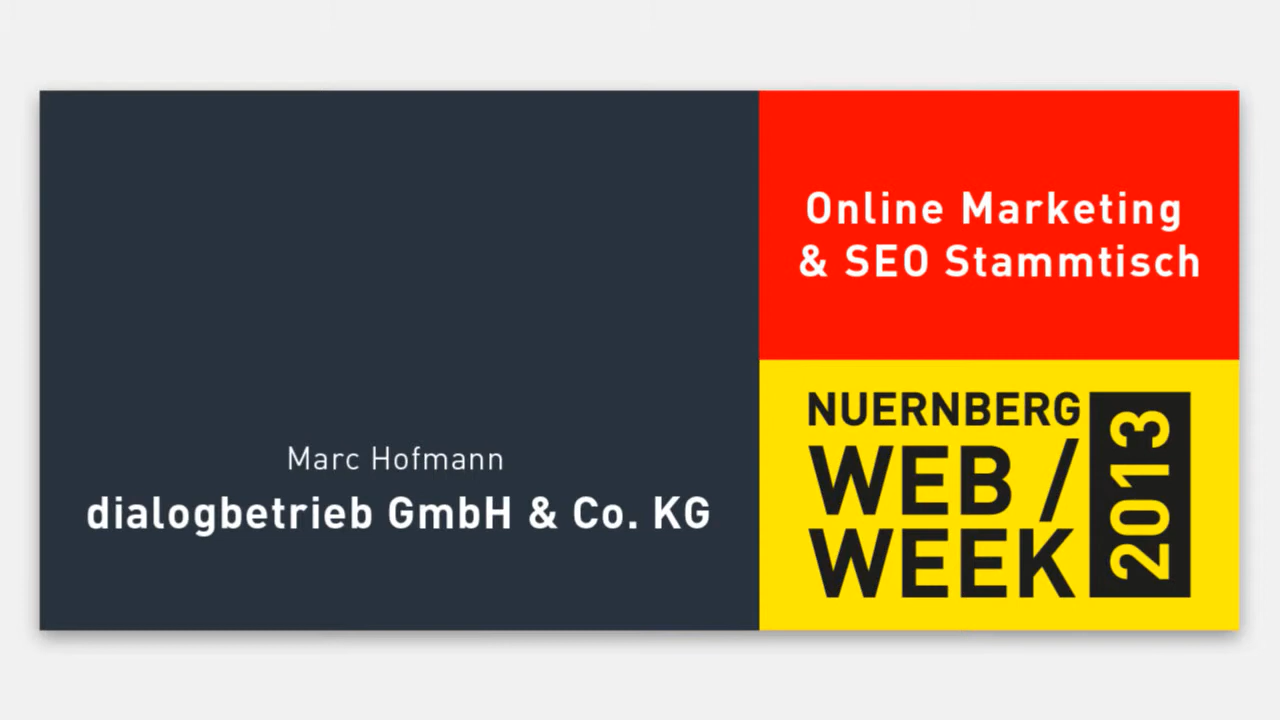 Marc Hofmann
dialogbetrieb GmbH & Co. KG
Online Marketing
& SEO Stammtisch
NUERNBERG
WEB /
WEEK
2013